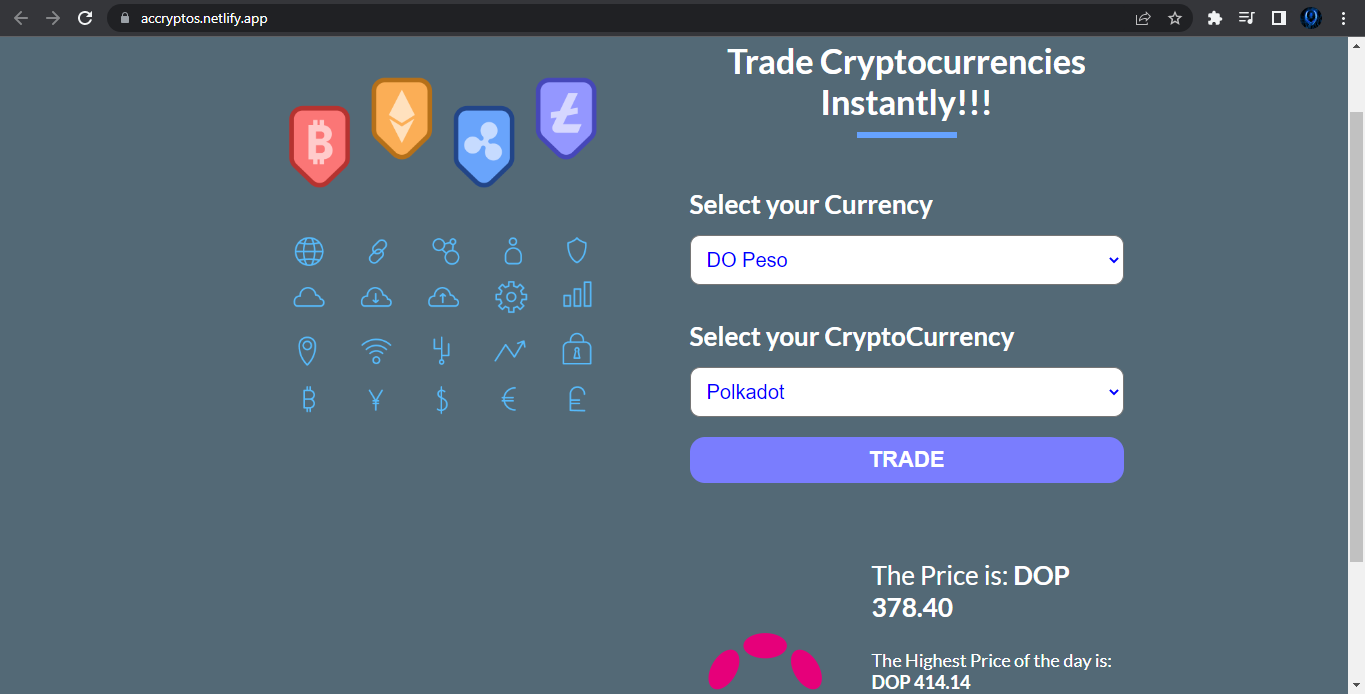 accryptos.netlify.app
Trade Cryptocurrencies
Instantly!!!
Select your Currency
DO Peso
Select your CryptoCurrency
Polkadot
TRADE
The Price is: DOP
378.40
The Highest Price of the day is:
DOP 414.14